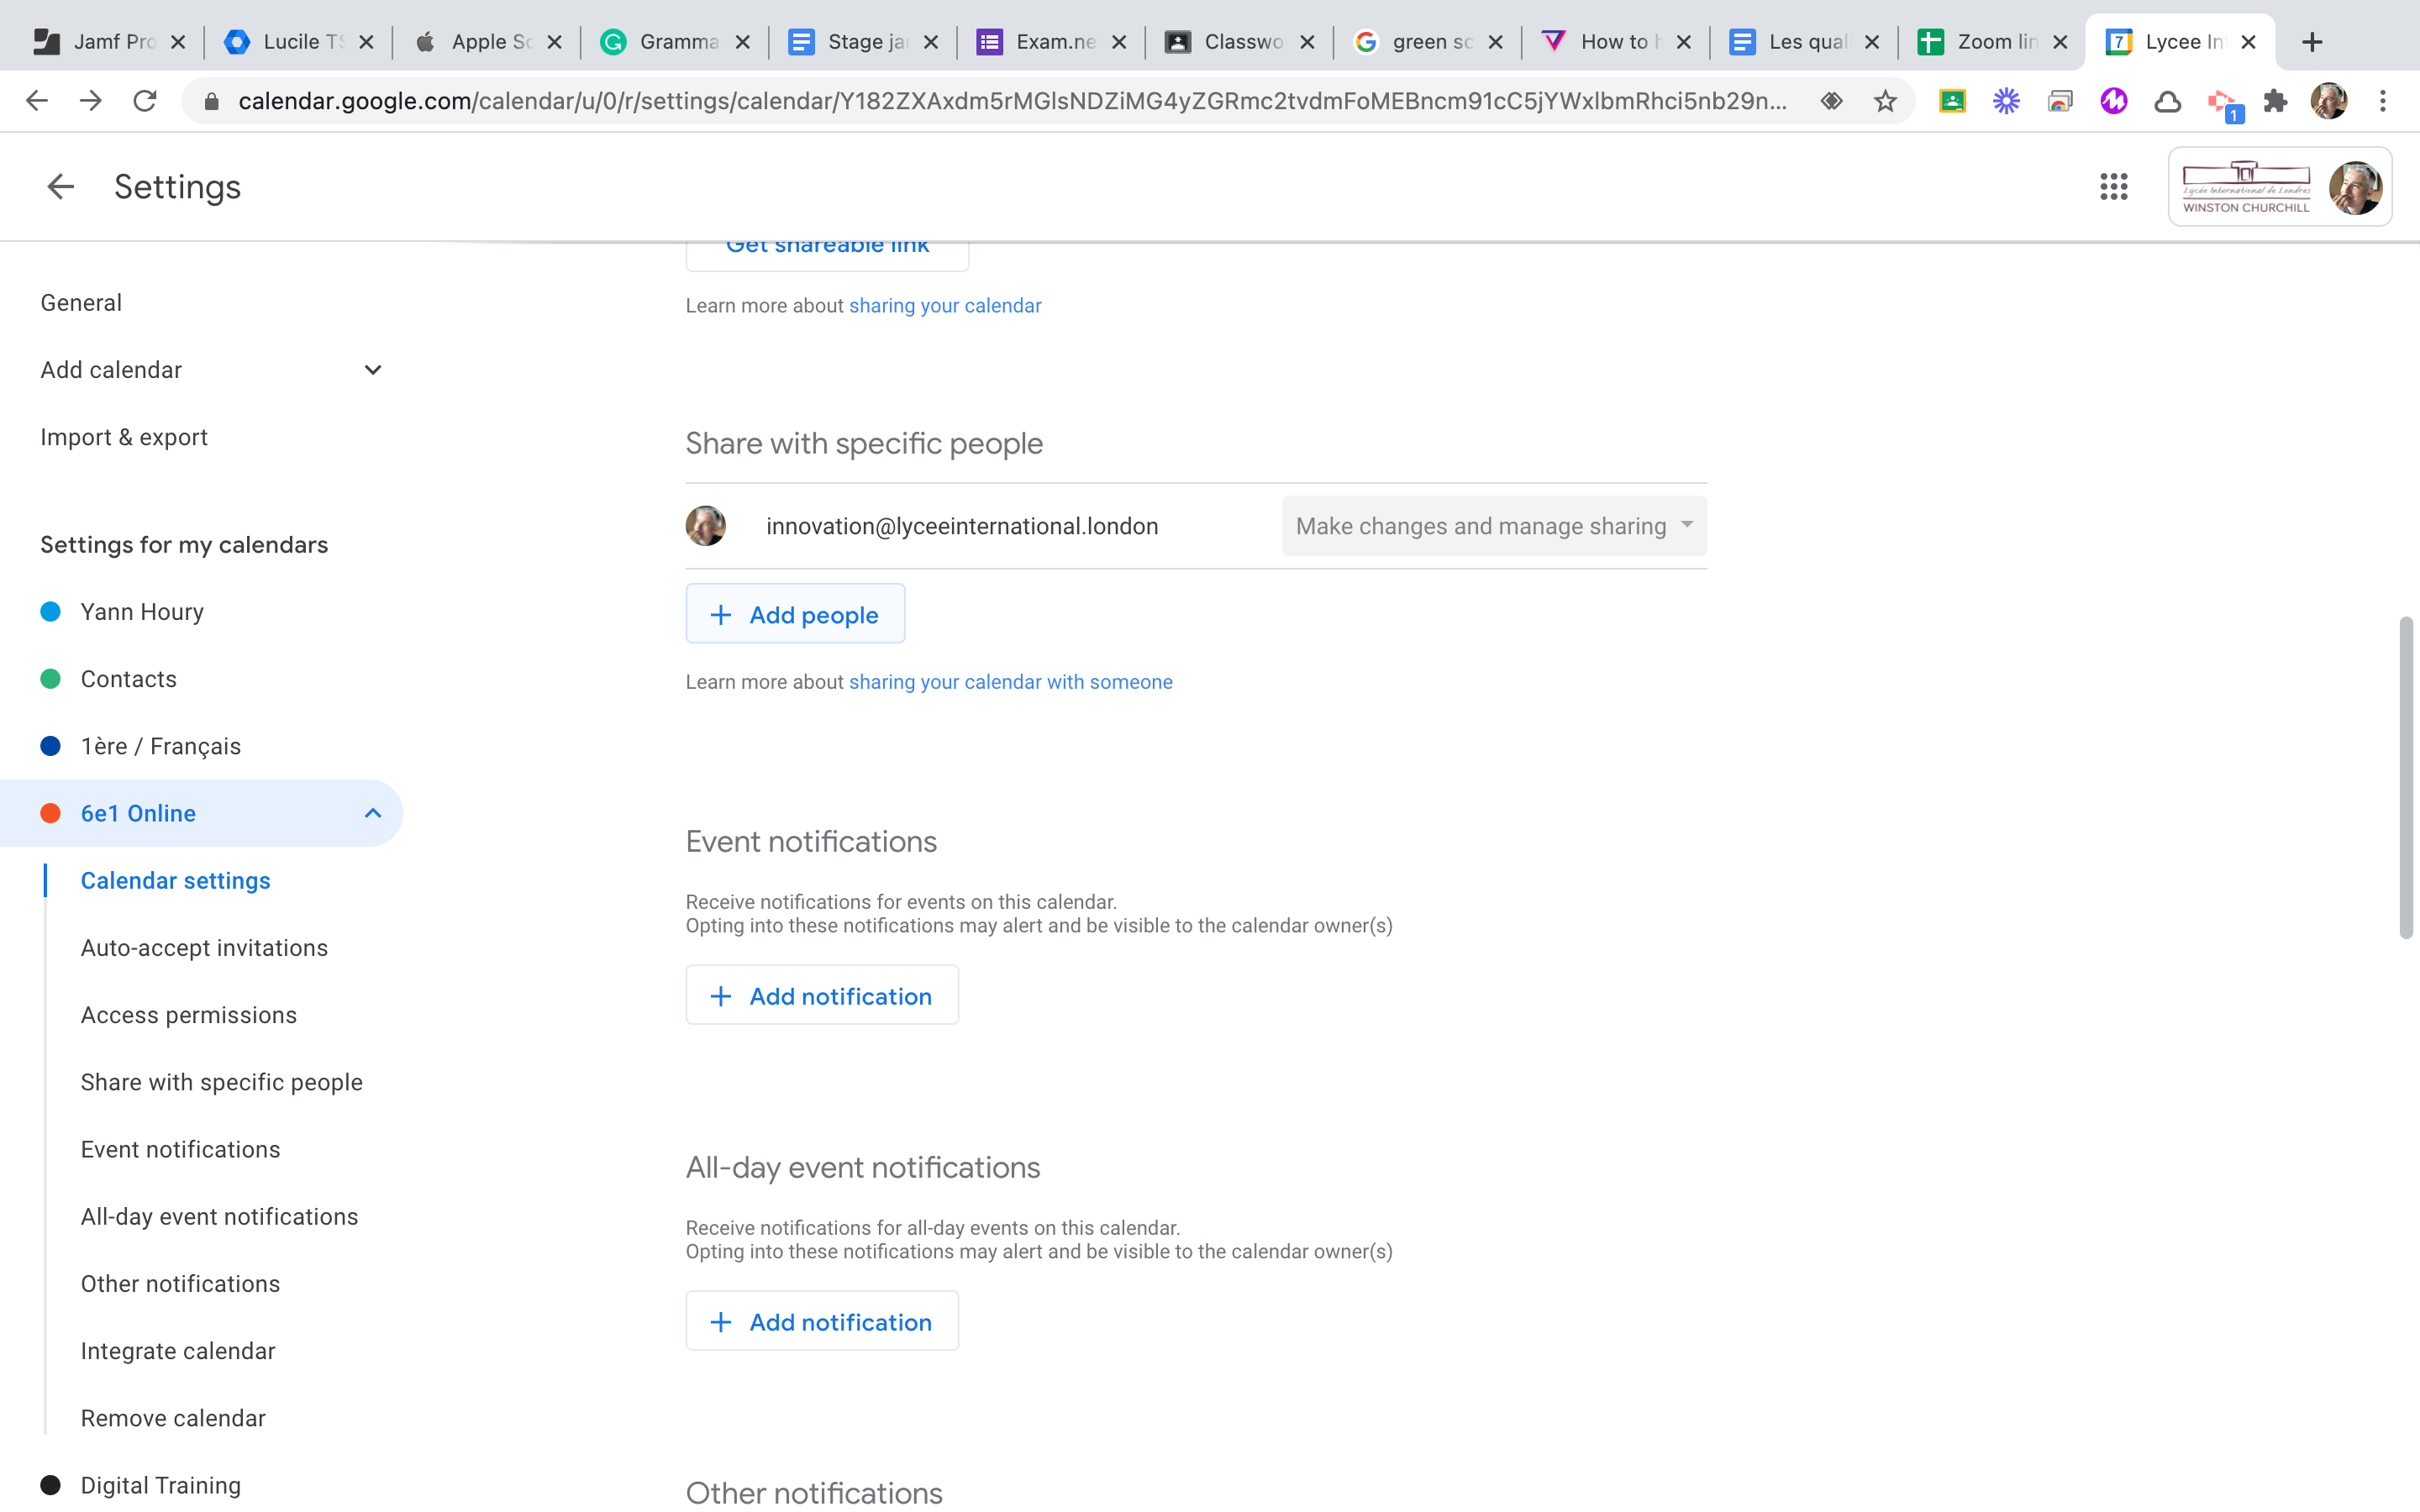 Jamf Pro
Lucile TS
Apple Sc
Gramma
Stage jar
Exam.ne
Classwo
green sc
How to h
Les qual
Zoom lin
7
Lycee Int
calendar.google.com/calendar/u/0/r/settings/calendar/Y182ZXAxdm5rMGlsNDZiMG4yZGRmc2tvdmFoMEBncm91cC5jYWxlbmRhci5nb29n...
1
Settings
Lycée International de Londres
WINSTON CHURCHILL
Get shareable link
Learn more about sharing your calendar
General
Add calendar
Import & export
Share with specific people
innovation@lyceeinternational.london
Make changes and manage sharing
Settings for my calendars
Add people
Yann Houry
Learn more about sharing your calendar with someone
Contacts
1ère / Français
6e1 Online
Event notifications
Calendar settings
Receive notifications for events on this calendar.
Opting into these notifications may alert and be visible to the calendar owner(s)
Auto-accept invitations
Add notification
Access permissions
Share with specific people
Event notifications
All-day event notifications
All-day event notifications
Receive notifications for all-day events on this calendar.
Opting into these notifications may alert and be visible to the calendar owner(s)
Other notifications
Add notification
Integrate calendar
Remove calendar
Digital Training
Other notifications